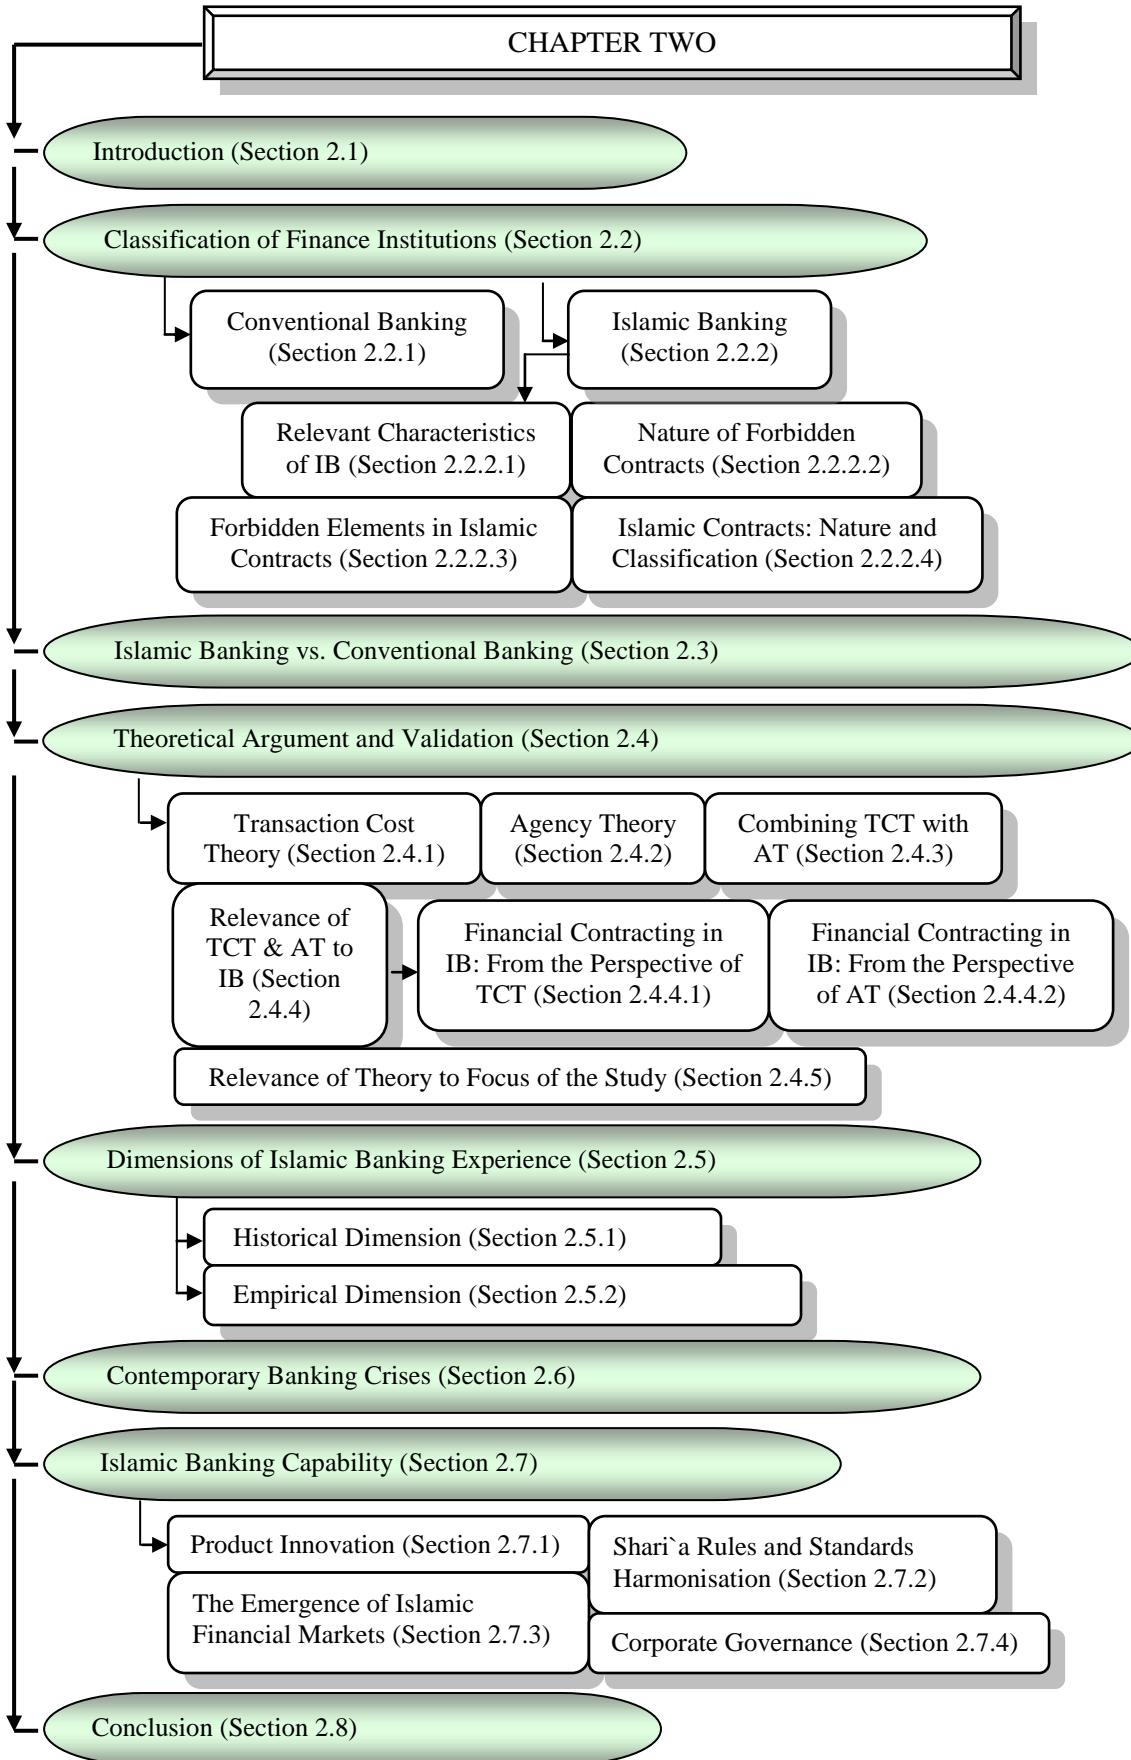 CHAPTER TWO
Introduction (Section 2.1)
Classification of Finance Institutions (Section 2.2)
Conventional Banking
(Section 2.2.1)
Islamic Banking
(Section 2.2.2)
Relevant Characteristics
of IB (Section 2.2.2.1)
Nature of Forbidden
Contracts (Section 2.2.2.2)
Forbidden Elements in Islamic
Contracts (Section 2.2.2.3)
Islamic Contracts: Nature and
Classification (Section 2.2.2.4)
Islamic Banking vs. Conventional Banking (Section 2.3)
Theoretical Argument and Validation (Section 2.4)
Transaction Cost
Theory (Section 2.4.1)
Agency Theory
(Section 2.4.2)
Combining TCT with
AT (Section 2.4.3)
Relevance of
TCT & AT to
IB (Section
2.4.4)
Financial Contracting in
IB: From the Perspective of
TCT (Section 2.4.4.1)
Financial Contracting in
IB: From the Perspective
of AT (Section 2.4.4.2)
Relevance of Theory to Focus of the Study (Section 2.4.5)
Dimensions of Islamic Banking Experience (Section 2.5)
Historical Dimension (Section 2.5.1)
Empirical Dimension (Section 2.5.2)
Contemporary Banking Crises (Section 2.6)
Islamic Banking Capability (Section 2.7)
Product Innovation (Section 2.7.1)
Shari`a Rules and Standards
Harmonisation (Section 2.7.2)
The Emergence of Islamic
Financial Markets (Section 2.7.3)
Corporate Governance (Section 2.7.4)
Conclusion (Section 2.8)